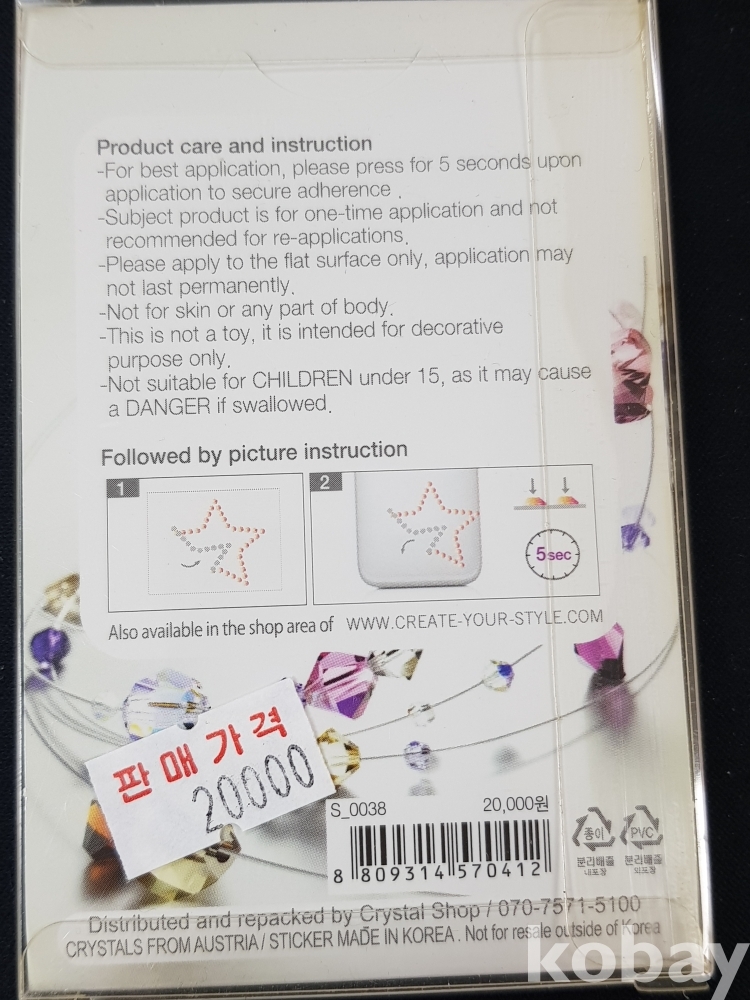 Product care and instruction
-For best application, please press for 5 seconds upon
application to secure adherence .
-Subject product is for one-time application and not
recommended for re-applications.
-Please apply to the flat surface only, application may
not last permanently.
-Not for skin or any part of body.
-This is not a toy, it is intended for decorative
purpose only.
-Not suitable for CHILDREN under 15, as it may cause
a DANGER if swallowed.
Followed by picture instruction
1
2
5sec
Also available in the shop area of WWW.CREATE-YOUR-STYLE.COM
판매가격
20000
S_0038 20,000원
8 809314 570412
종이
분리배출
내포장
PVC
분리배출
외포장
Distributed and repacked by Crystal Shop / 070-7571-5100
CRYSTALS FROM AUSTRIA / STICKER MADE IN KOREA . Not for resale outside of Korea
kobay